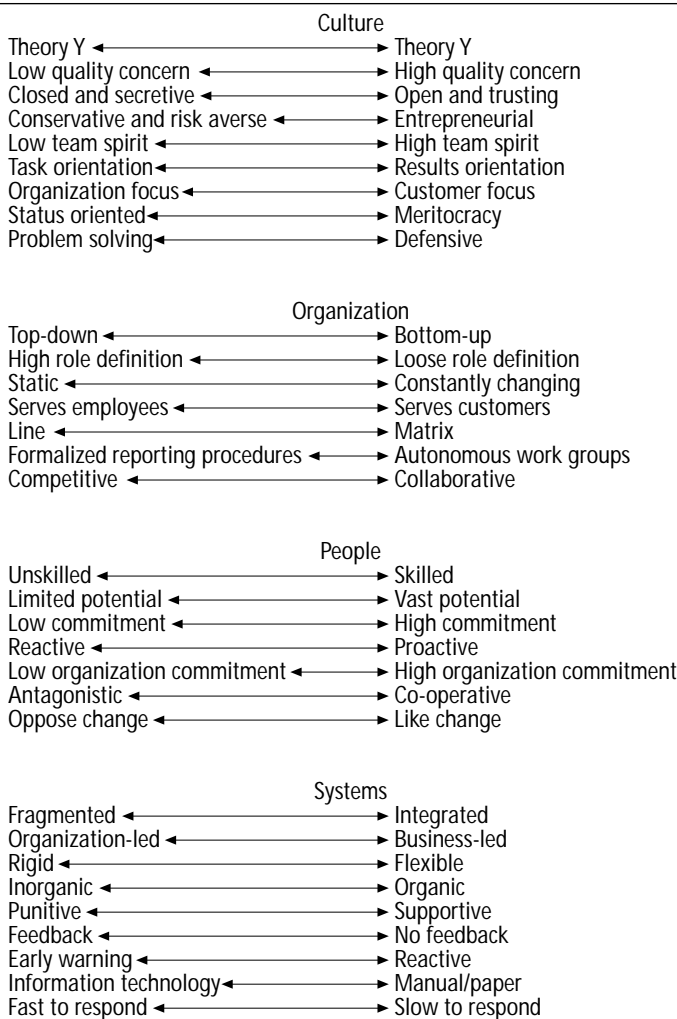 Culture
Theory Y Theory Y
Low quality concern High quality concern
Closed and secretive Open and trusting
Conservative and risk averse Entrepreneurial
Low team spirit High team spirit
Task orientation Results orientation
Organization focus Customer focus
Status oriented Meritocracy
Problem solving Defensive
Organization
Top-down Bottom-up
High role definition Loose role definition
Static Constantly changing
Serves employees Serves customers
Line Matrix
Formalized reporting procedures Autonomous work groups
Competitive Collaborative
People
Unskilled Skilled
Limited potential Vast potential
Low commitment High commitment
Reactive Proactive
Low organization commitment High organization commitment
Antagonistic Co-operative
Oppose change Like change
Systems
Fragmented Integrated
Organization-led Business-led
Rigid Flexible
Inorganic Organic
Punitive Supportive
Feedback No feedback
Early warning Reactive
Information technology Manual/paper
Fast to respond Slow to respond